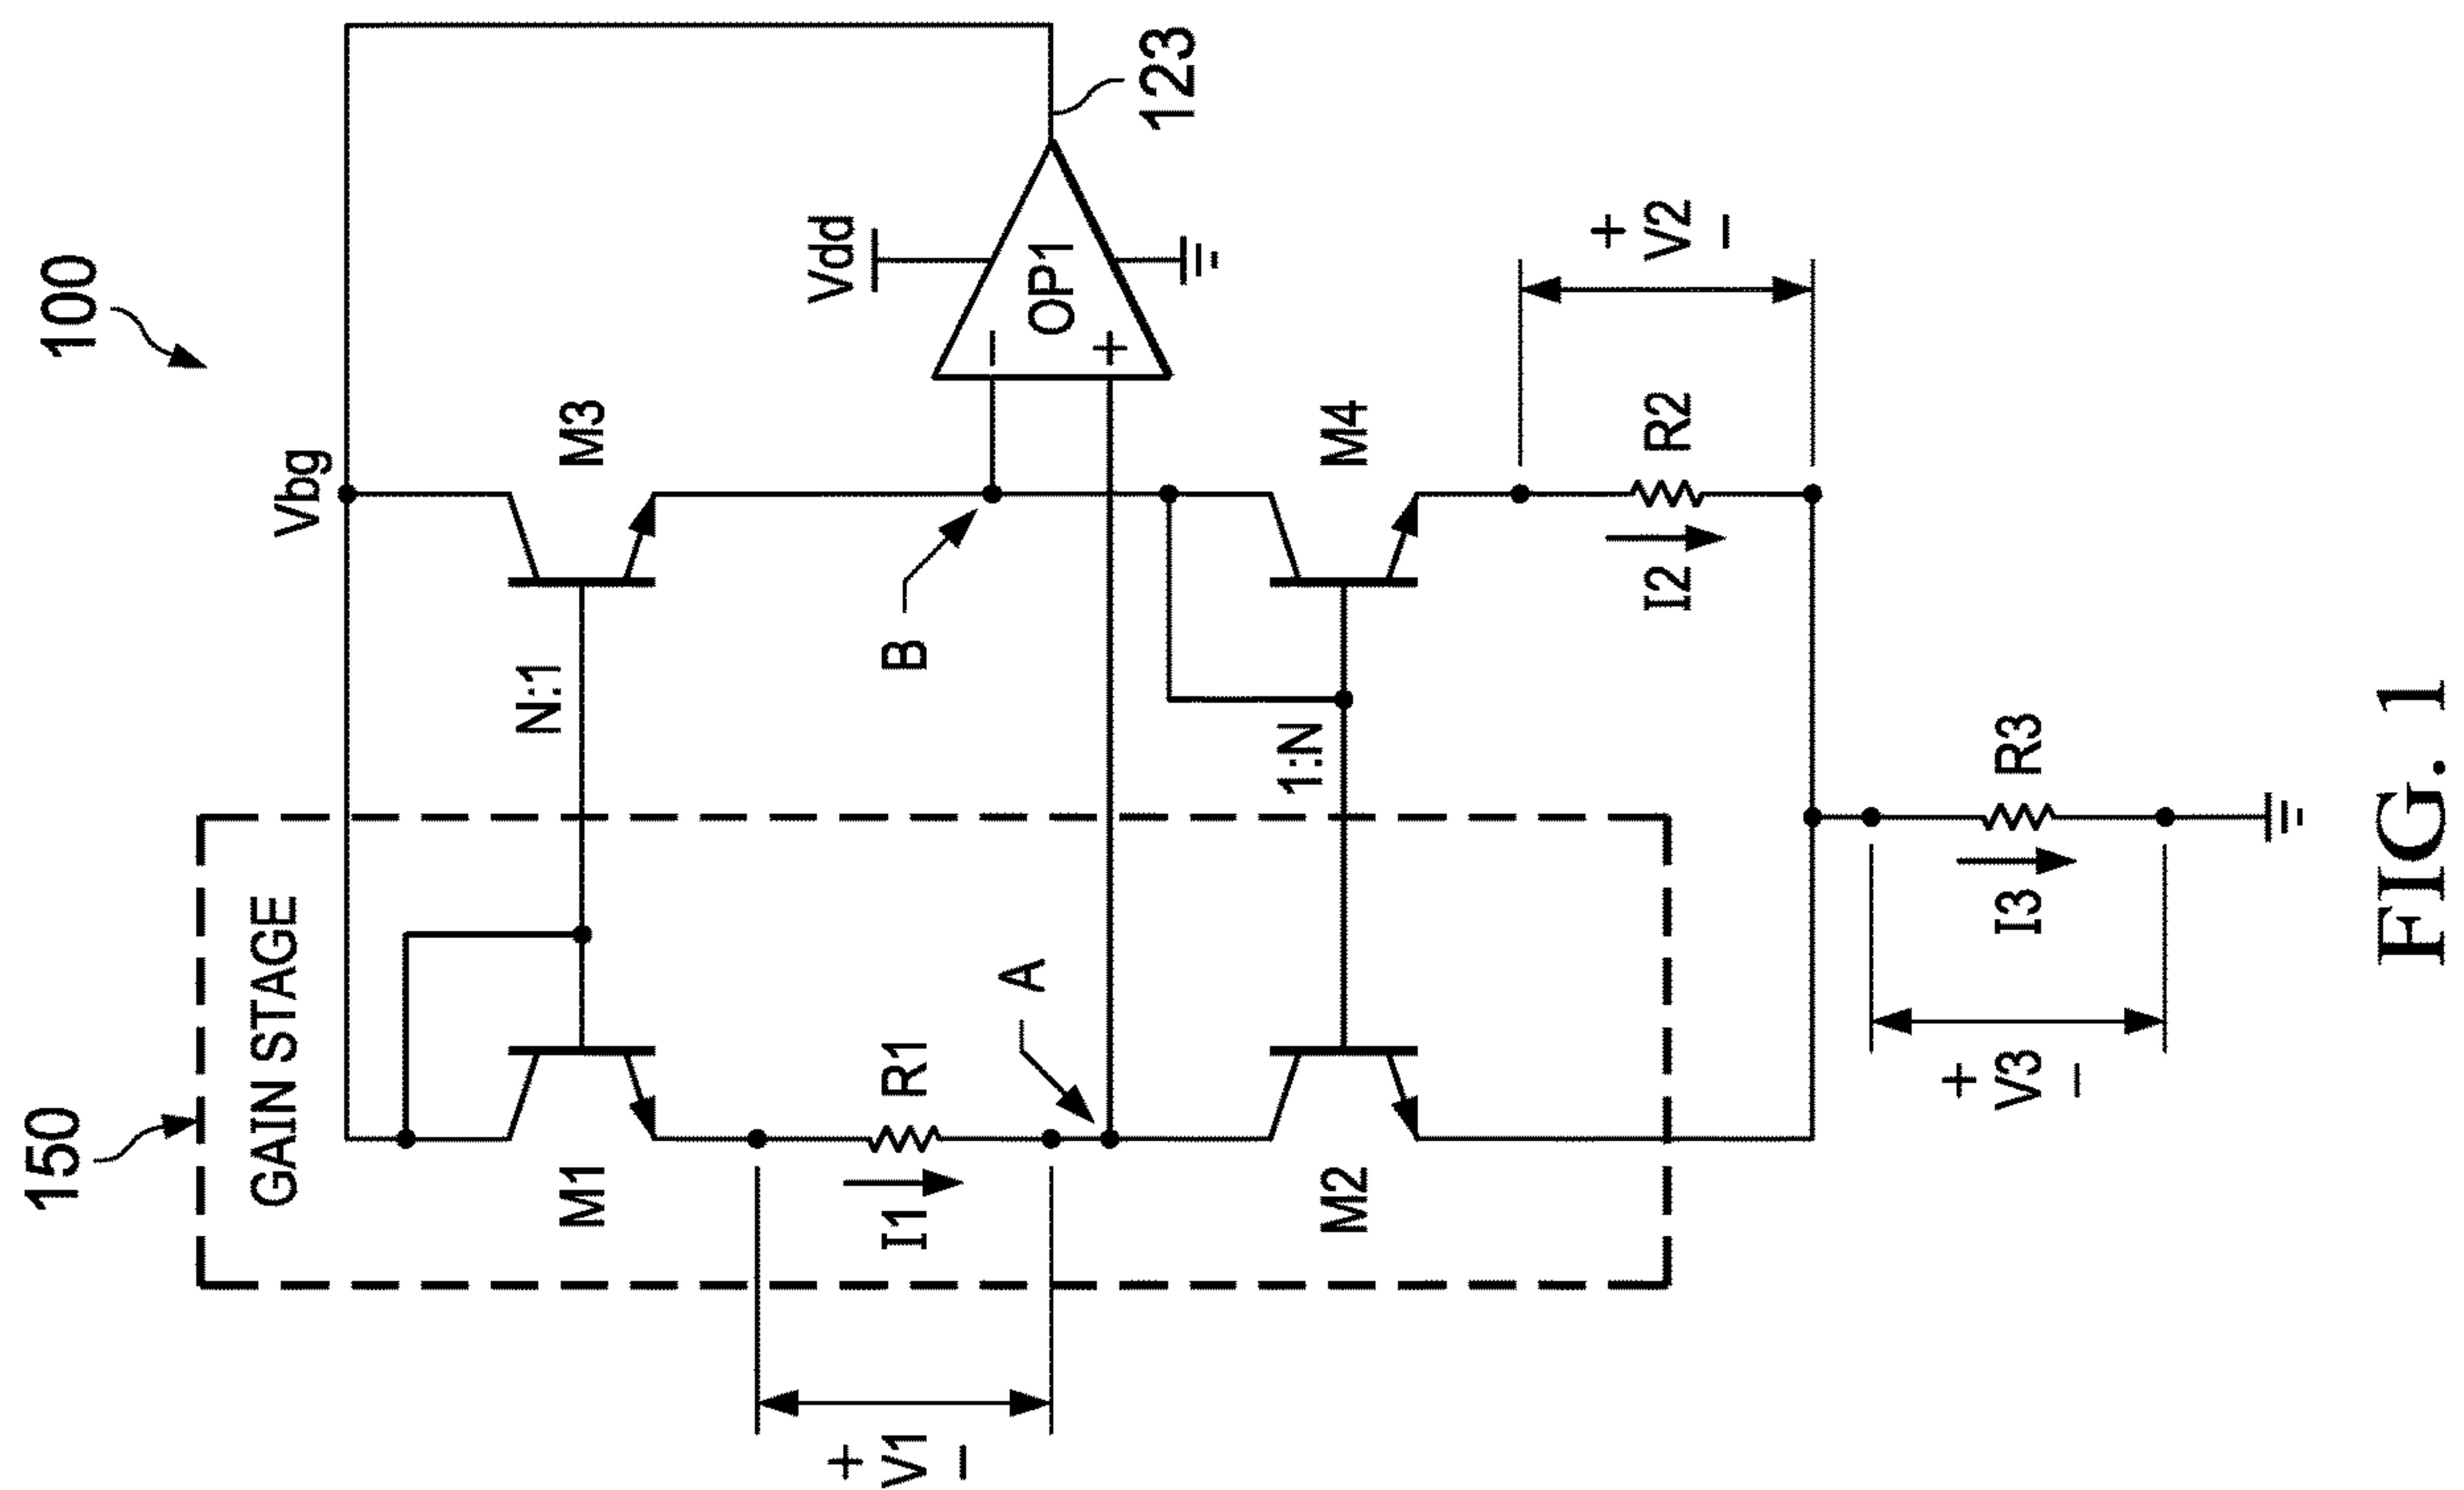 100
150
GAIN STAGE
Vbg
M1
N:1
M3
Vdd
+
V1
−
I1
R1
A
B
−
+
OP1
123
M2
1:N
M4
I2
R2
+
V2
−
+
V3
−
I3
R3
FIG. 1